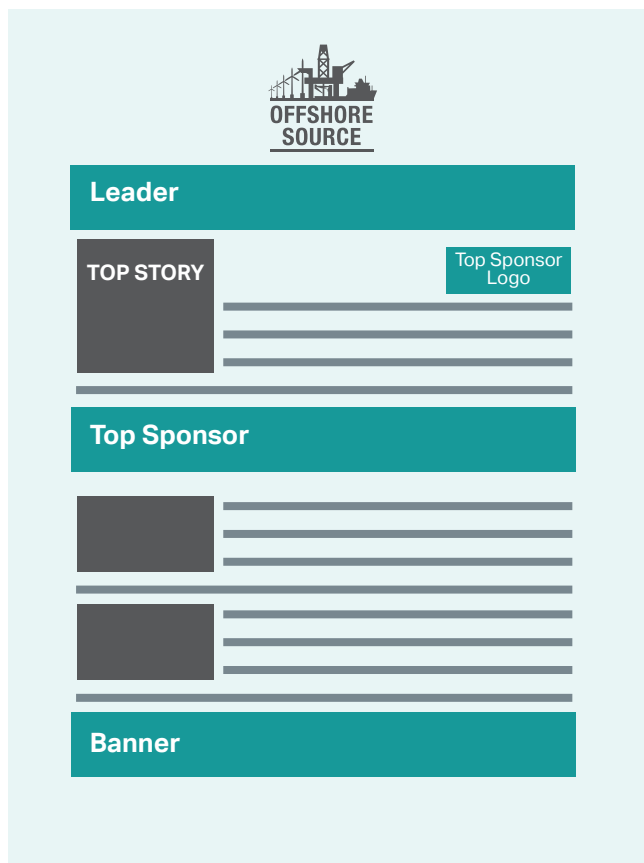 OFFSHORE
SOURCE
Leader
TOP STORY
Top Sponsor
Logo
Top Sponsor
Banner